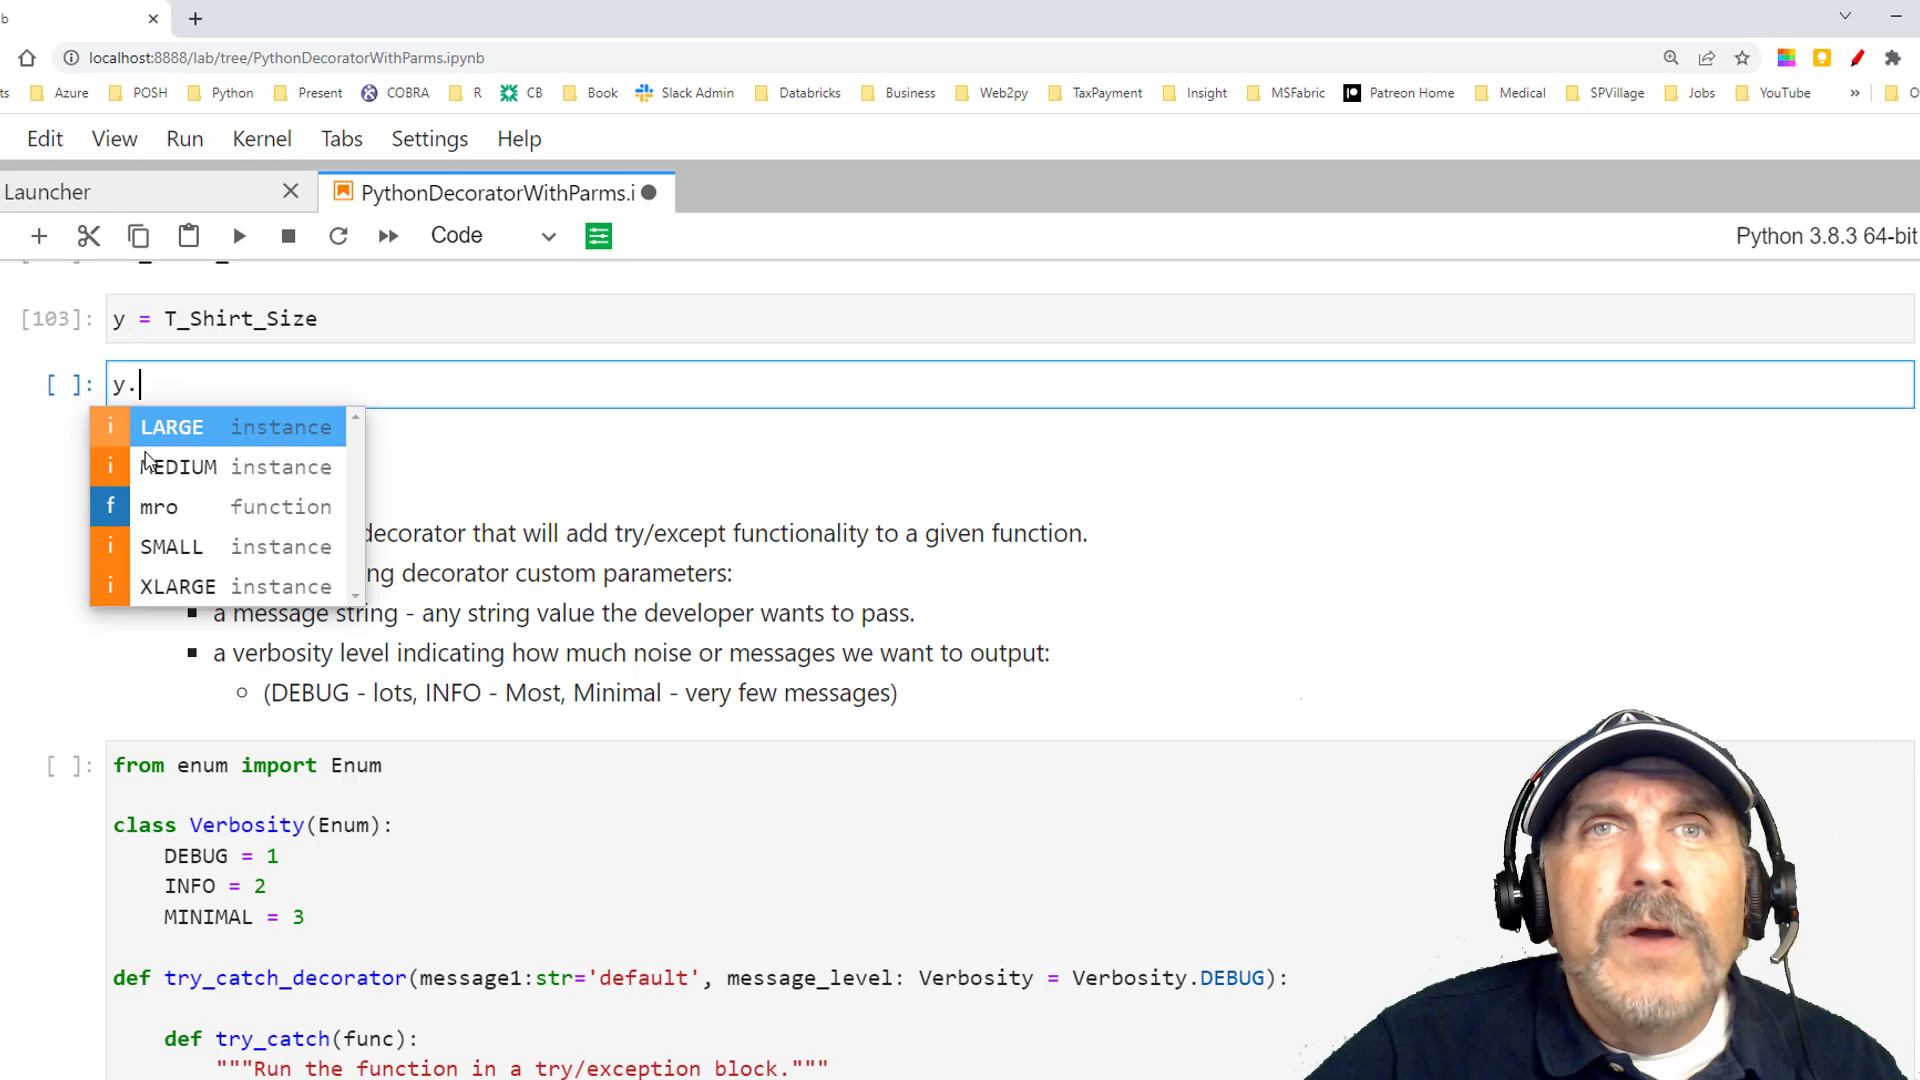 b
localhost:8888/lab/tree/PythonDecoratorWithParms.ipynb
ts Azure POSH Python Present COBRA R CB Book Slack Admin Databricks Business Web2py TaxPayment Insight MSFabric Patreon Home Medical SPVillage Jobs YouTube » O
Edit View Run Kernel Tabs Settings Help
Launcher PythonDecoratorWithParms.i
Code Python 3.8.3 64-bit
[103]: y = T_Shirt_Size
[ ]: y.
i LARGE instance
i MEDIUM instance
f mro function
i SMALL instance
i XLARGE instance
decorator that will add try/except functionality to a given function.
ng decorator custom parameters:
a message string - any string value the developer wants to pass.
a verbosity level indicating how much noise or messages we want to output:
(DEBUG - lots, INFO - Most, Minimal - very few messages)
[ ]: from enum import Enum
class Verbosity(Enum):
DEBUG = 1
INFO = 2
MINIMAL = 3
def try_catch_decorator(message1:str='default', message_level: Verbosity = Verbosity.DEBUG):
def try_catch(func):
"""Run the function in a try/exception block."""